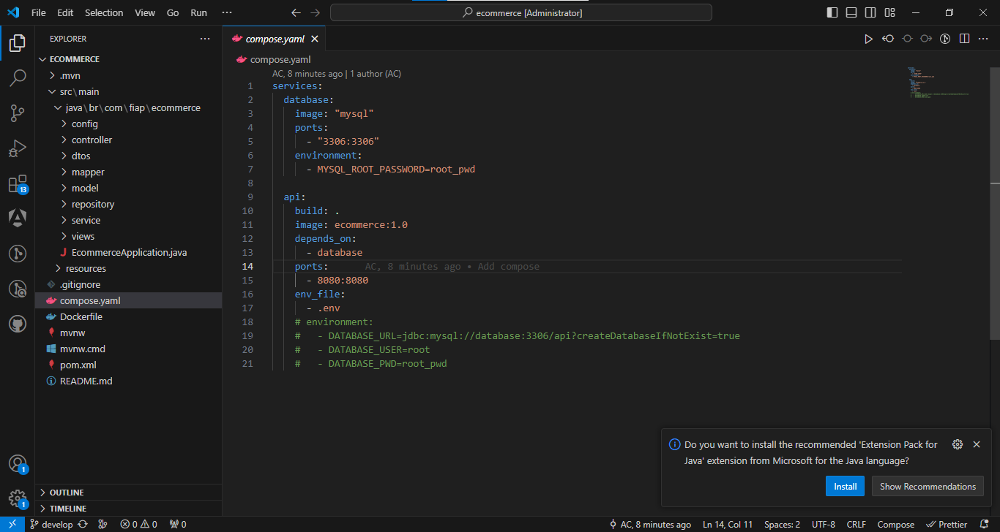 File Edit Selection View Go Run ···
ecommerce [Administrator]
EXPLORER ···
ECOMMERCE
.mvn
src\main
java\br\com\fiap\ecommerce
config
controller
dtos
mapper
model
repository
service
views
J EcommerceApplication.java
resources
.gitignore
compose.yaml
Dockerfile
mvnw
mvnw.cmd
pom.xml
README.md
OUTLINE
TIMELINE
13
1
1
compose.yaml
compose.yaml
AC, 8 minutes ago | 1 author (AC)
1 services:
2 database:
3 image: "mysql"
4 ports:
5 - "3306:3306"
6 environment:
7 - MYSQL_ROOT_PASSWORD=root_pwd
8
9 api:
10 build: .
11 image: ecommerce:1.0
12 depends_on:
13 - database
14 ports: AC, 8 minutes ago • Add compose
15 - 8080:8080
16 env_file:
17 - .env
18 # environment:
19 # - DATABASE_URL=jdbc:mysql://database:3306/api?createDatabaseIfNotExist=true
20 # - DATABASE_USER=root
21 # - DATABASE_PWD=root_pwd
Do you want to install the recommended 'Extension Pack for
Java' extension from Microsoft for the Java language?
Install Show Recommendations
develop 0 0 0 AC, 8 minutes ago Ln 14, Col 11 Spaces: 2 UTF-8 CRLF Compose Prettier